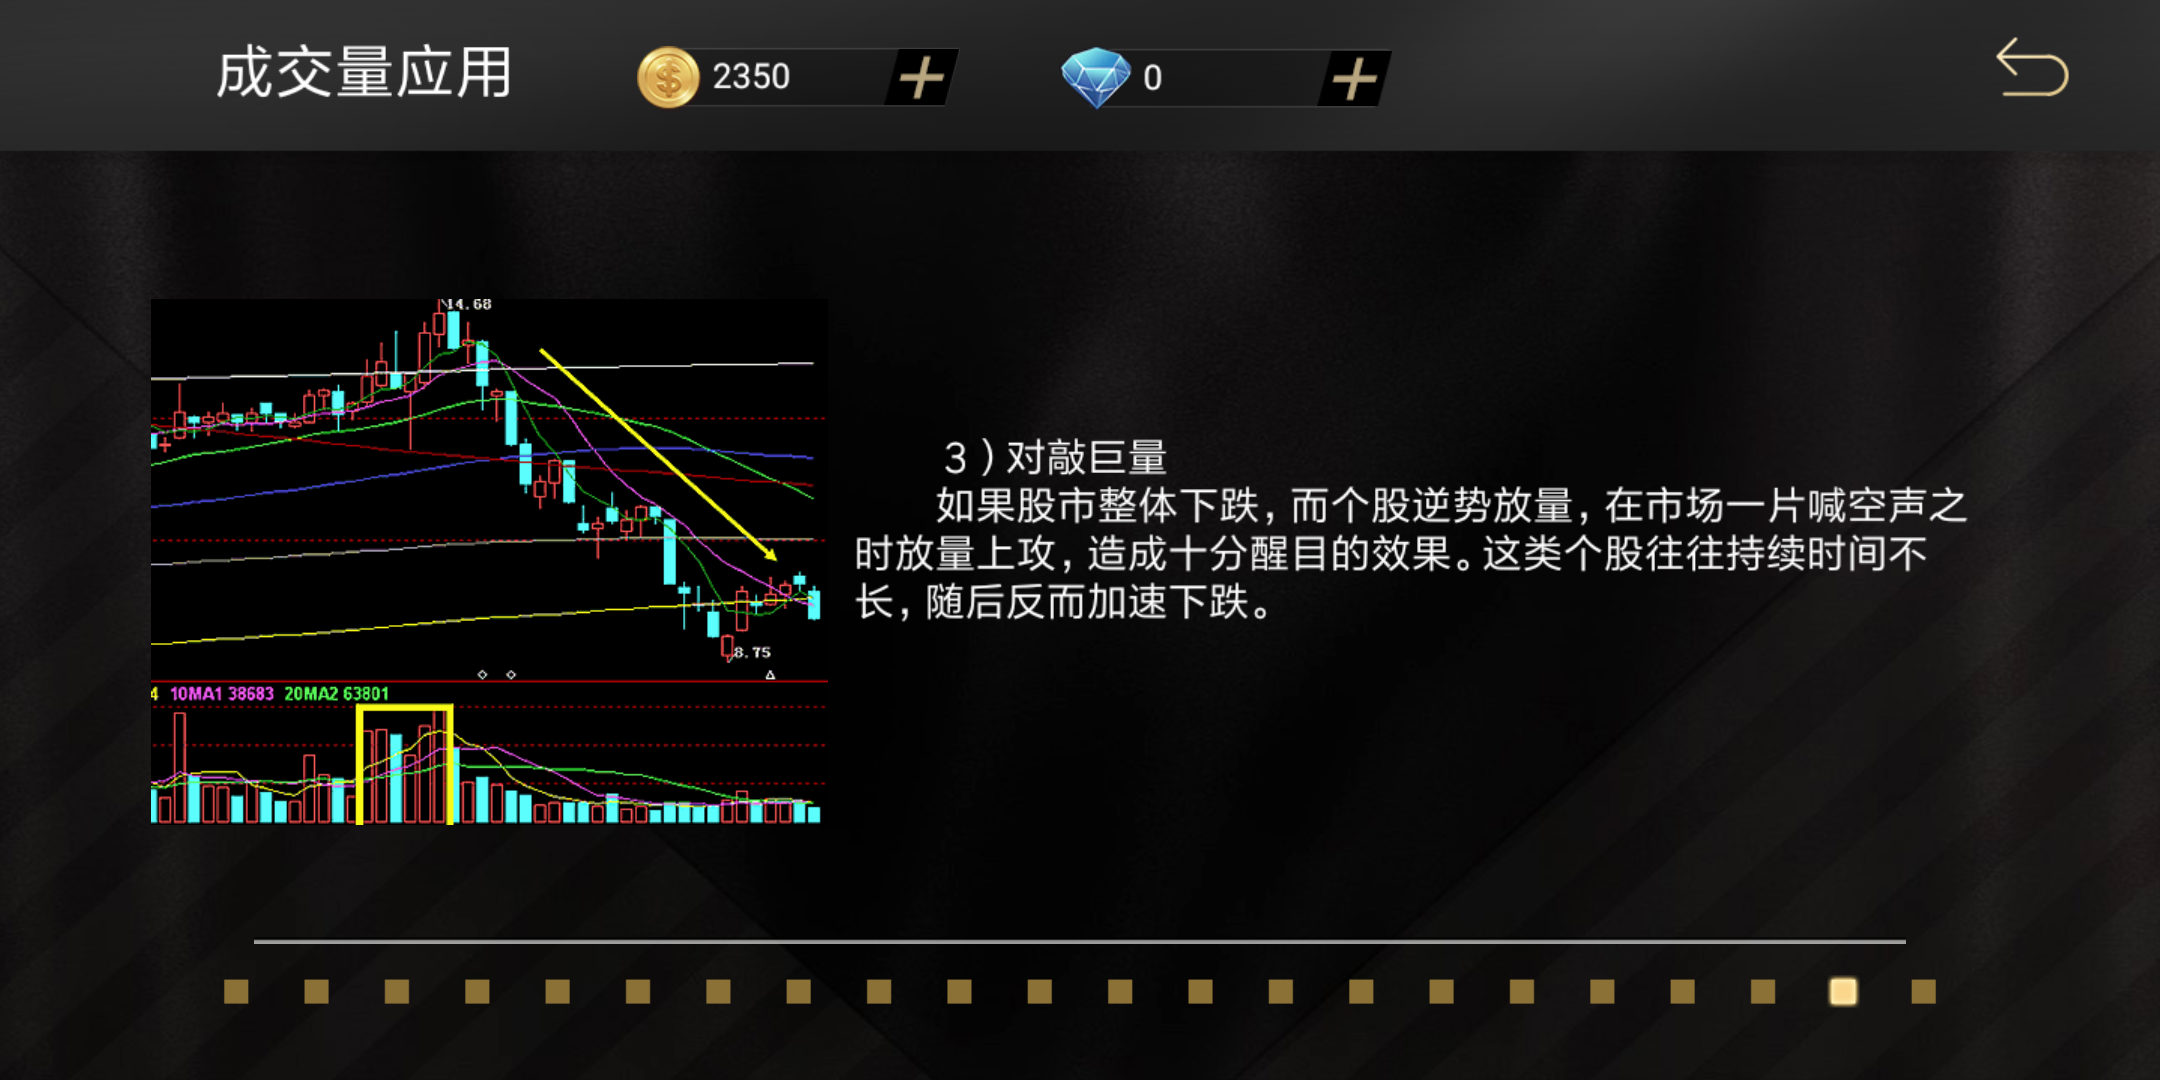 成交量应用
2350
0
14.68
3）对敲巨量
如果股市整体下跌，而个股逆势放量，在市场一片喊空声之
时放量上攻，造成十分醒目的效果。这类个股往往持续时间不
长，随后反而加速下跌。
8.75
4 10MA1 38683 20MA2 63801